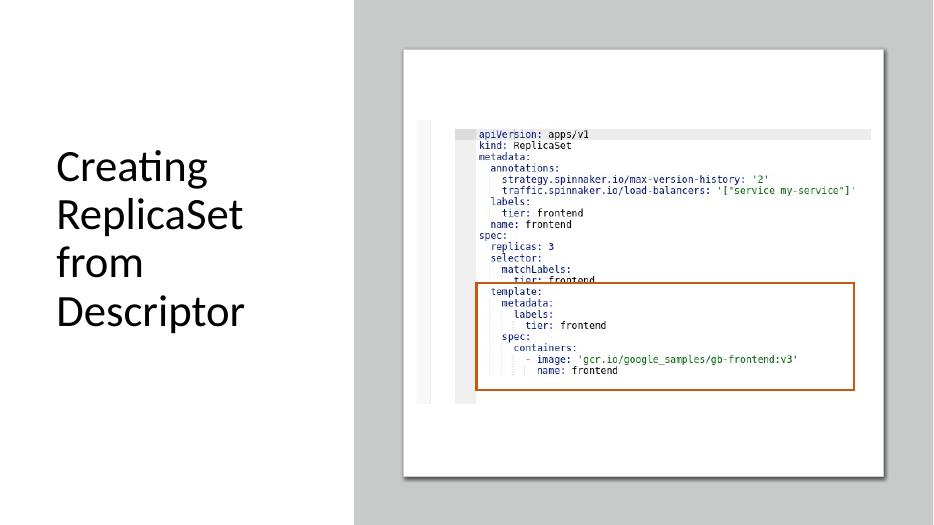 Creating
ReplicaSet
from
Descriptor
apiVersion: apps/v1
kind: ReplicaSet
metadata:
  annotations:
    strategy.spinnaker.io/max-version-history: '2'
    traffic.spinnaker.io/load-balancers: '["service my-service"]'
  labels:
    tier: frontend
  name: frontend
spec:
  replicas: 3
  selector:
    matchLabels:
      tier: frontend
  template:
    metadata:
      labels:
        tier: frontend
    spec:
      containers:
        - image: 'gcr.io/google_samples/gb-frontend:v3'
          name: frontend